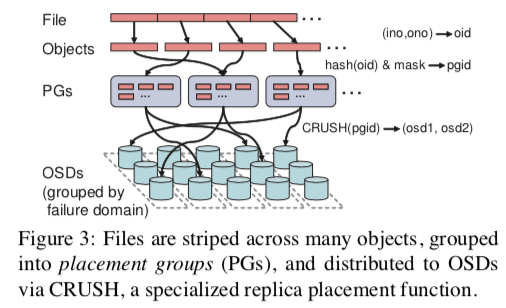 File
...
(ino,ono) → oid
Objects
...
hash(oid) & mask → pgid
PGs
... ... ... ...
CRUSH(pgid) → (osd1, osd2)
OSDs
(grouped by
failure domain)
Figure 3: Files are striped across many objects, grouped
into placement groups (PGs), and distributed to OSDs
via CRUSH, a specialized replica placement function.